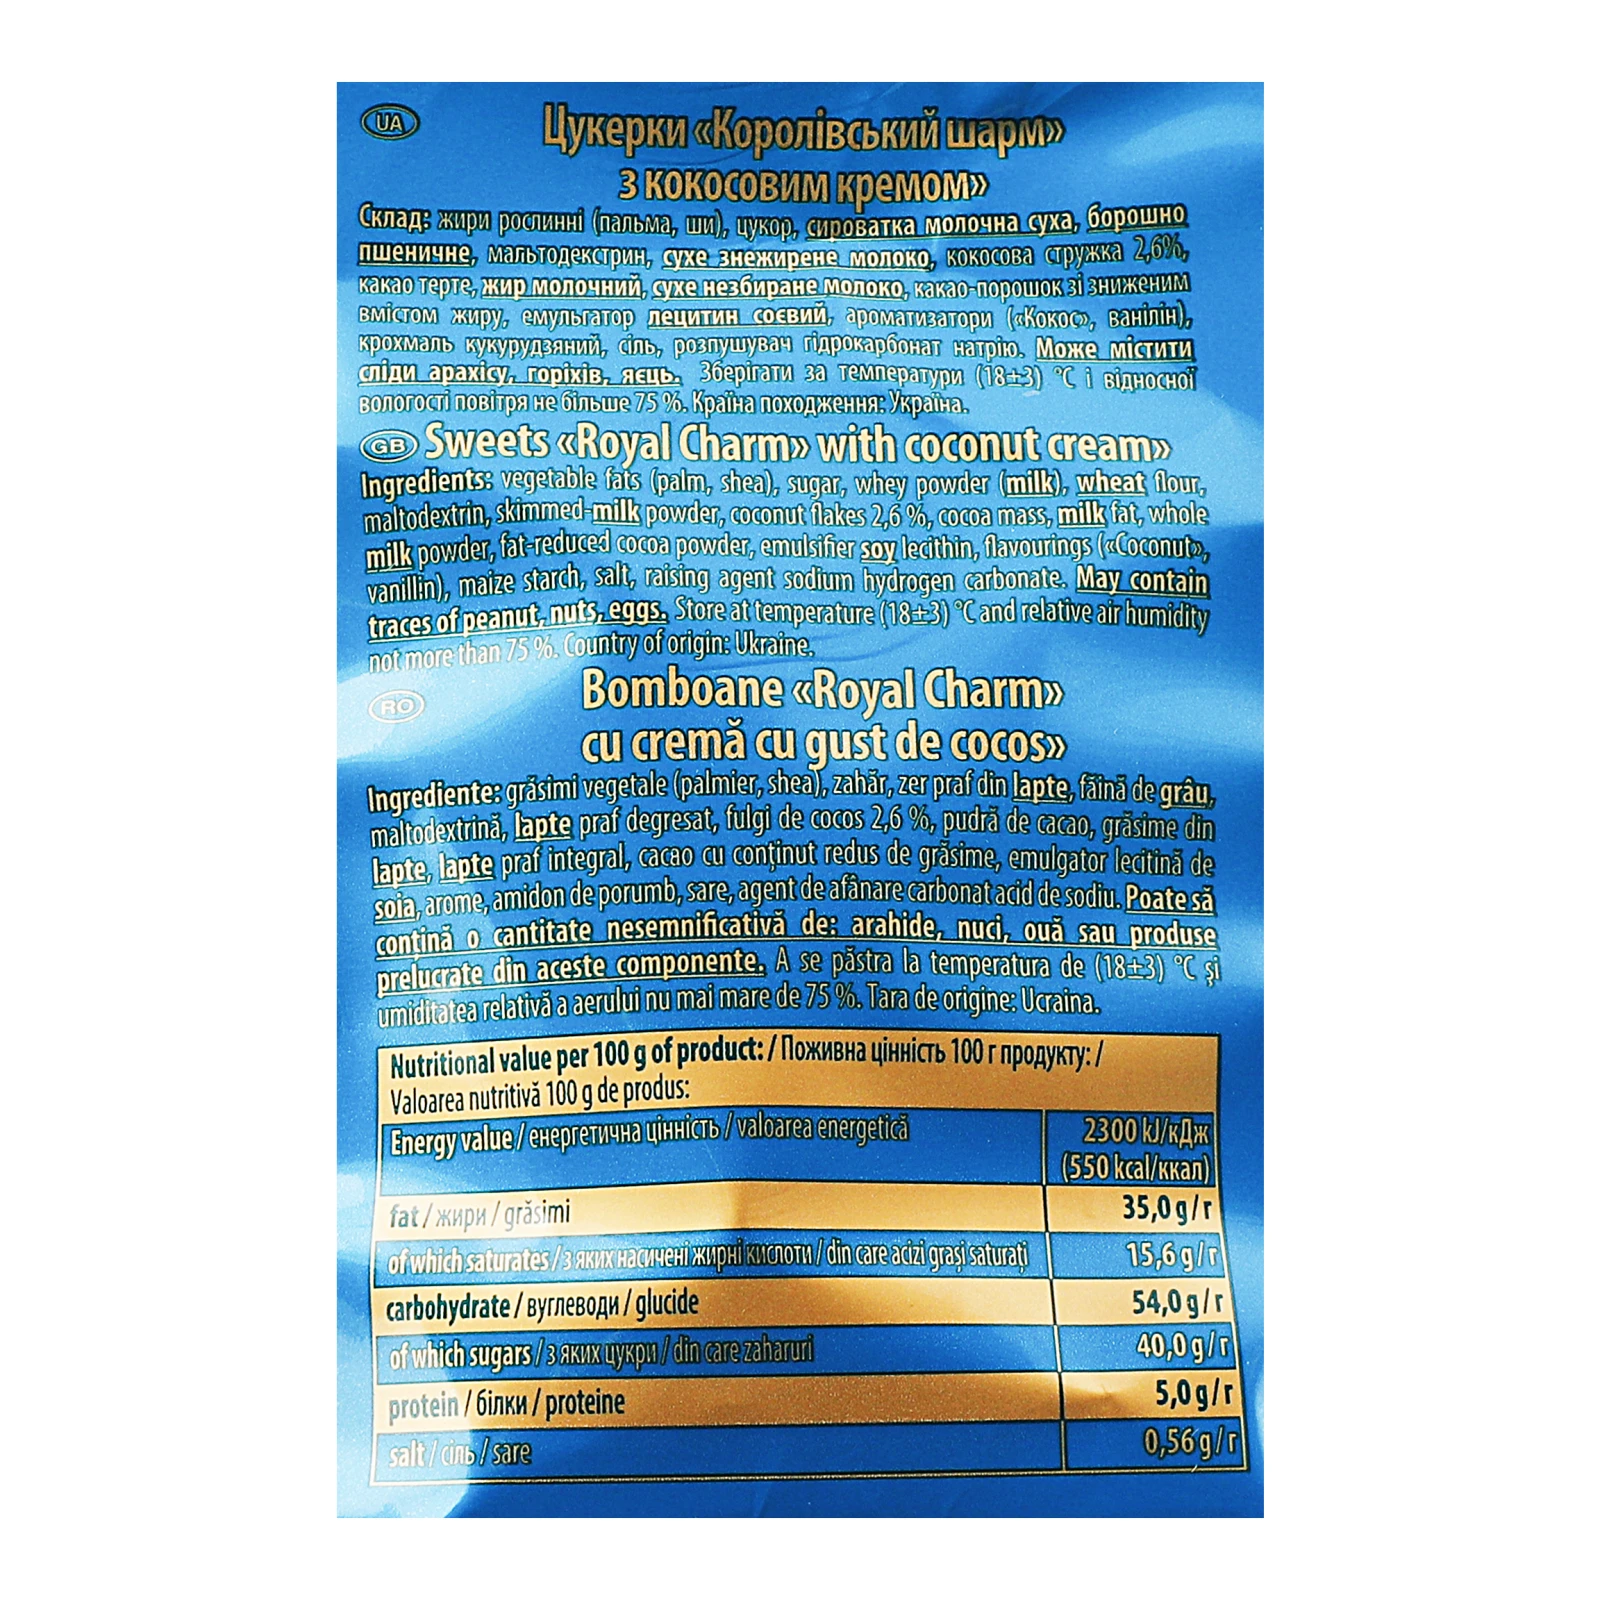 UA
Цукерки «Королівський шарм»
з кокосовим кремом»
Склад: жири рослинні (пальма, ши), цукор, сироватка молочна суха, борошно
пшеничне, мальтодекстрин, сухе знежирене молоко, кокосова стружка 2,6%,
какао терте, жир молочний, сухе незбиране молоко, какао-порошок зі зниженим
вмістом жиру, емульгатор лецитин соєвий, ароматизатори («Кокос», ванілін),
крохмаль кукурудзяний, сіль, розпушувач гідрокарбонат натрію. Може містити
сліди арахісу, горіхів, яєць. Зберігати за температури (18±3) °С і відносної
вологості повітря не більше 75 %. Країна походження: Україна.
GB Sweets «Royal Charm» with coconut cream»
Ingredients: vegetable fats (palm, shea), sugar, whey powder (milk), wheat flour,
maltodextrin, skimmed-milk powder, coconut flakes 2,6 %, cocoa mass, milk fat, whole
milk powder, fat-reduced cocoa powder, emulsifier soy lecithin, flavourings («Coconut»,
vanillin), maize starch, salt, raising agent sodium hydrogen carbonate. May contain
traces of peanut, nuts, eggs. Store at temperature (18±3) °C and relative air humidity
not more than 75 %. Country of origin: Ukraine.
RO
Bomboane «Royal Charm»
cu cremă cu gust de cocos»
Ingrediente: grăsimi vegetale (palmier, shea), zahăr, zer praf din lapte, făină de grâu,
maltodextrină, lapte praf degresat, fulgi de cocos 2,6 %, pudră de cacao, grăsime din
lapte, lapte praf integral, cacao cu conținut redus de grăsime, emulgator lecitină de
soia, arome, amidon de porumb, sare, agent de afânare carbonat acid de sodiu. Poate să
conțină o cantitate nesemnificativă de: arahide, nuci, ouă sau produse
prelucrate din aceste componente. A se păstra la temperatura de (18±3) °C și
umiditatea relativă a aerului nu mai mare de 75 %. Tara de origine: Ucraina.
Nutritional value per 100 g of product: / Поживна цінність 100 г продукту: /
Valoarea nutritivă 100 g de produs:
Energy value / енергетична цінність / valoarea energetică 2300 kJ/кДж
(550 kcal/ккал)
fat / жири / grăsimi 35,0 g / г
of which saturates / з яких насичені жирні кислоти / din care acizi grași saturați 15,6 g / г
carbohydrate / вуглеводи / glucide 54,0 g / г
of which sugars / з яких цукри / din care zaharuri 40,0 g / г
protein / білки / proteine 5,0 g / г
salt / сіль / sare 0,56 g / г